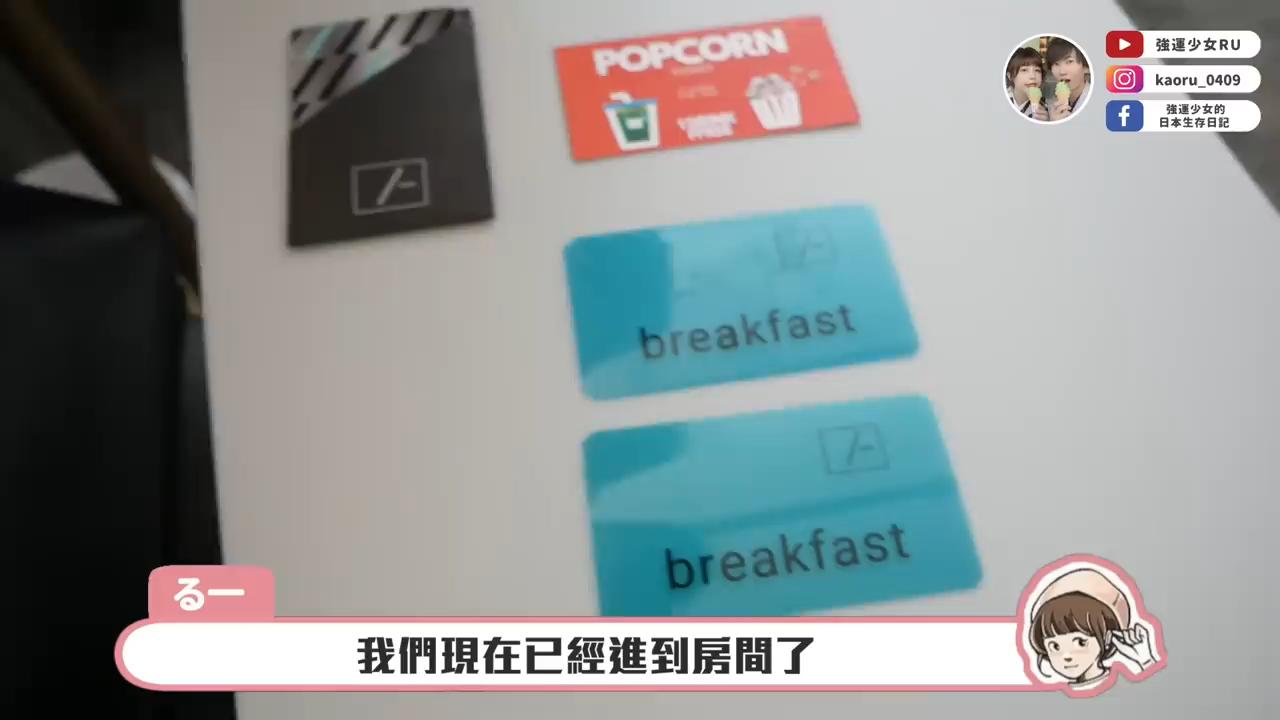 POPCORN
breakfast
breakfast
強運少女RU
kaoru_0409
強運少女的
日本生存日記
るー
我們現在已經進到房間了